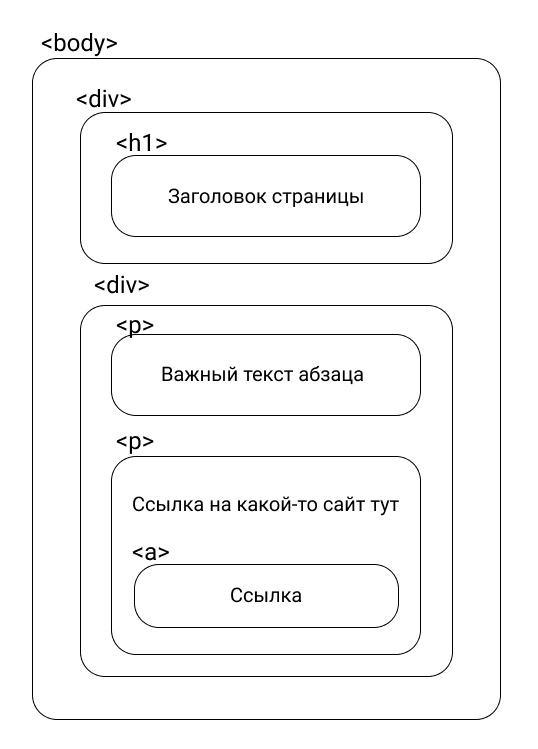 <body>
<div>
<h1>
Заголовок страницы
<div>
<p>
Важный текст абзаца
<p>
Ссылка на какой-то сайт тут
<a>
Ссылка